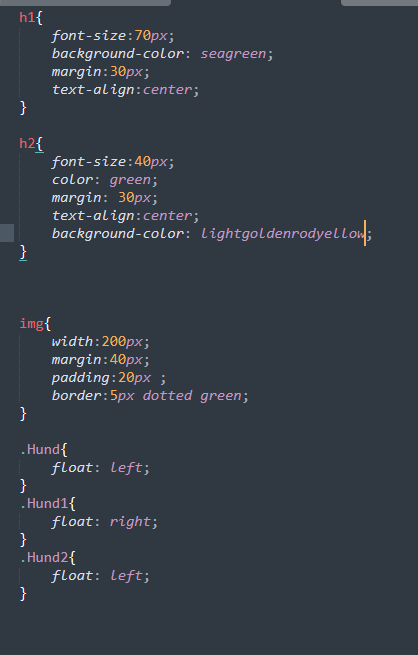 h1{
font-size:70px;
background-color: seagreen;
margin:30px;
text-align:center;
}
h2{
font-size:40px;
color: green;
margin: 30px;
text-align:center;
background-color: lightgoldenrodyellow;
}
img{
width:200px;
margin:40px;
padding:20px ;
border:5px dotted green;
}
.Hund{
float: left;
}
.Hund1{
float: right;
}
.Hund2{
float: left;
}